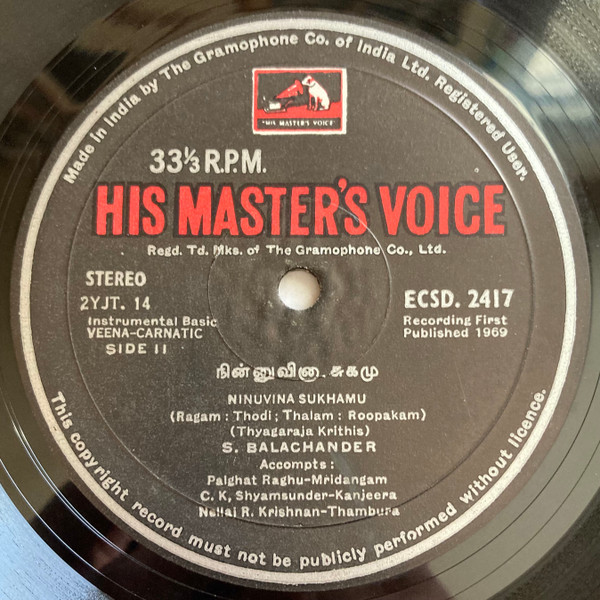 Made in India by The Gramophone Co. of India Ltd. Registered User.
"HIS MASTER'S VOICE"
33⅓ R.P.M.
HIS MASTER'S VOICE
Regd. Td. Mks. of The Gramophone Co., Ltd.
STEREO
2YJT. 14
ECSD. 2417
Instrumental Basic
VEENA-CARNATIC
Recording First
Published 1969
SIDE II
நின்னுவினா. சுகமு
NINUVINA SUKHAMU
(Ragam : Thodi ; Thalam : Roopakam)
(Thyagaraja Krithis)
S. BALACHANDER
Accompts :
Palghat Raghu-Mridangam
C. K, Shyamsunder-Kanjeera
Nellai R. Krishnan-Thambura
This copyright record must not be publicly performed without licence.